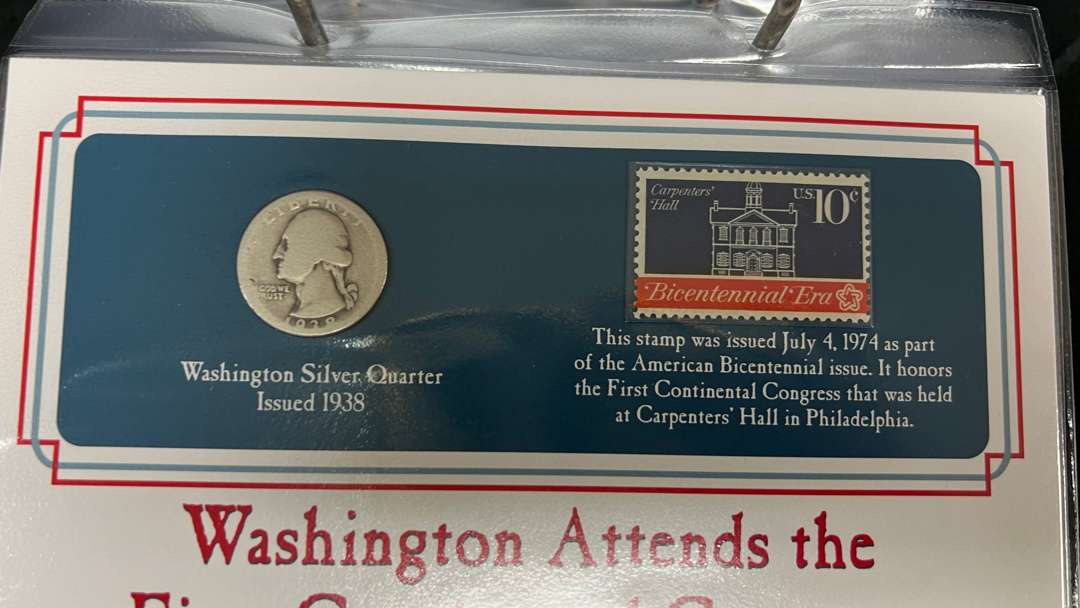 LIBERTY
IN GOD WE
TRUST
1938
Washington Silver Quarter
Issued 1938
Carpenters'
Hall
U.S. 10c
Bicentennial Era
This stamp was issued July 4, 1974 as part
of the American Bicentennial issue. It honors
the First Continental Congress that was held
at Carpenters' Hall in Philadelphia.
Washington Attends the